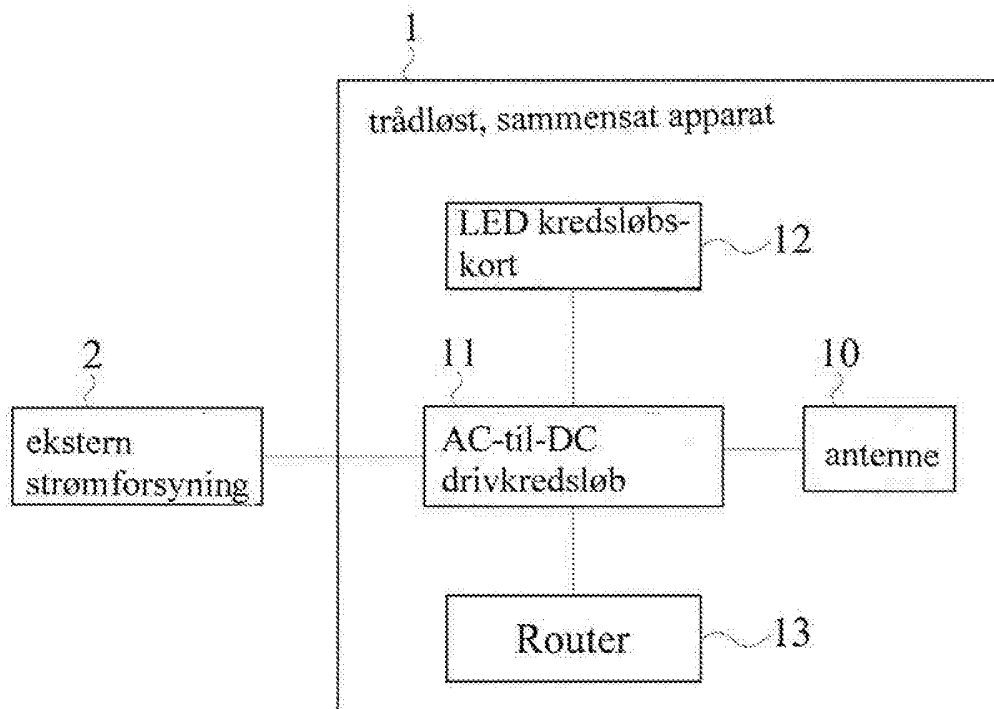 1
trådløst, sammensat apparat
LED kredsløbs-
kort
12
2
11
10
ekstern
strømforsyning
AC-til-DC
drivkredsløb
antenne
Router
13